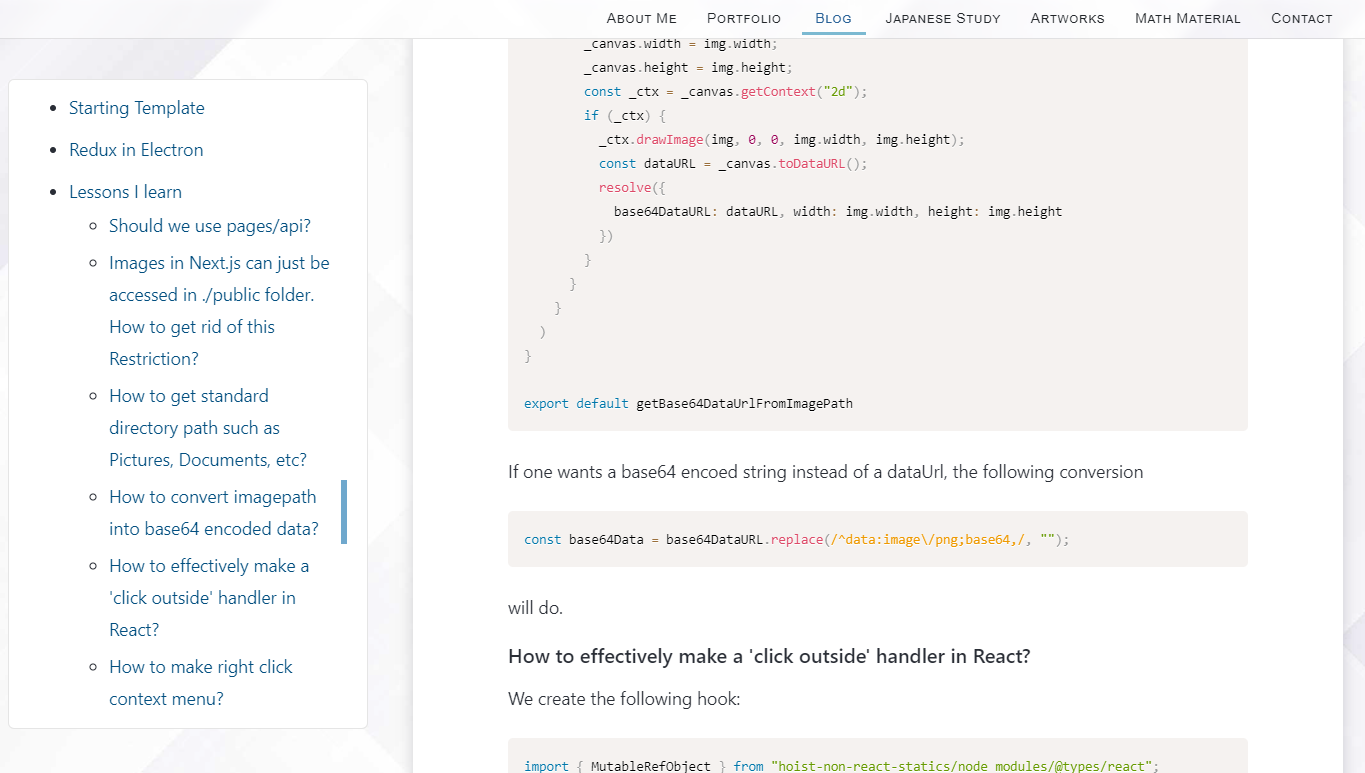 About Me Portfolio Blog Japanese Study Artworks Math Material Contact
Starting Template
Redux in Electron
Lessons I learn
Should we use pages/api?
Images in Next.js can just be
accessed in ./public folder.
How to get rid of this
Restriction?
How to get standard
directory path such as
Pictures, Documents, etc?
How to convert imagepath
into base64 encoded data?
How to effectively make a
'click outside' handler in
React?
How to make right click
context menu?
_canvas.width = img.width;
_canvas.height = img.height;
const _ctx = _canvas.getContext("2d");
if (_ctx) {
_ctx.drawImage(img, 0, 0, img.width, img.height);
const dataURL = _canvas.toDataURL();
resolve({
base64DataURL: dataURL, width: img.width, height: img.height
})
}
}
}
)
}
export default getBase64DataUrlFromImagePath
If one wants a base64 encoed string instead of a dataUrl, the following conversion
const base64Data = base64DataURL.replace(/^data:image\/png;base64,/, "");
will do.
How to effectively make a 'click outside' handler in React?
We create the following hook:
import { MutableRefObject } from "hoist-non-react-statics/node_modules/@types/react";